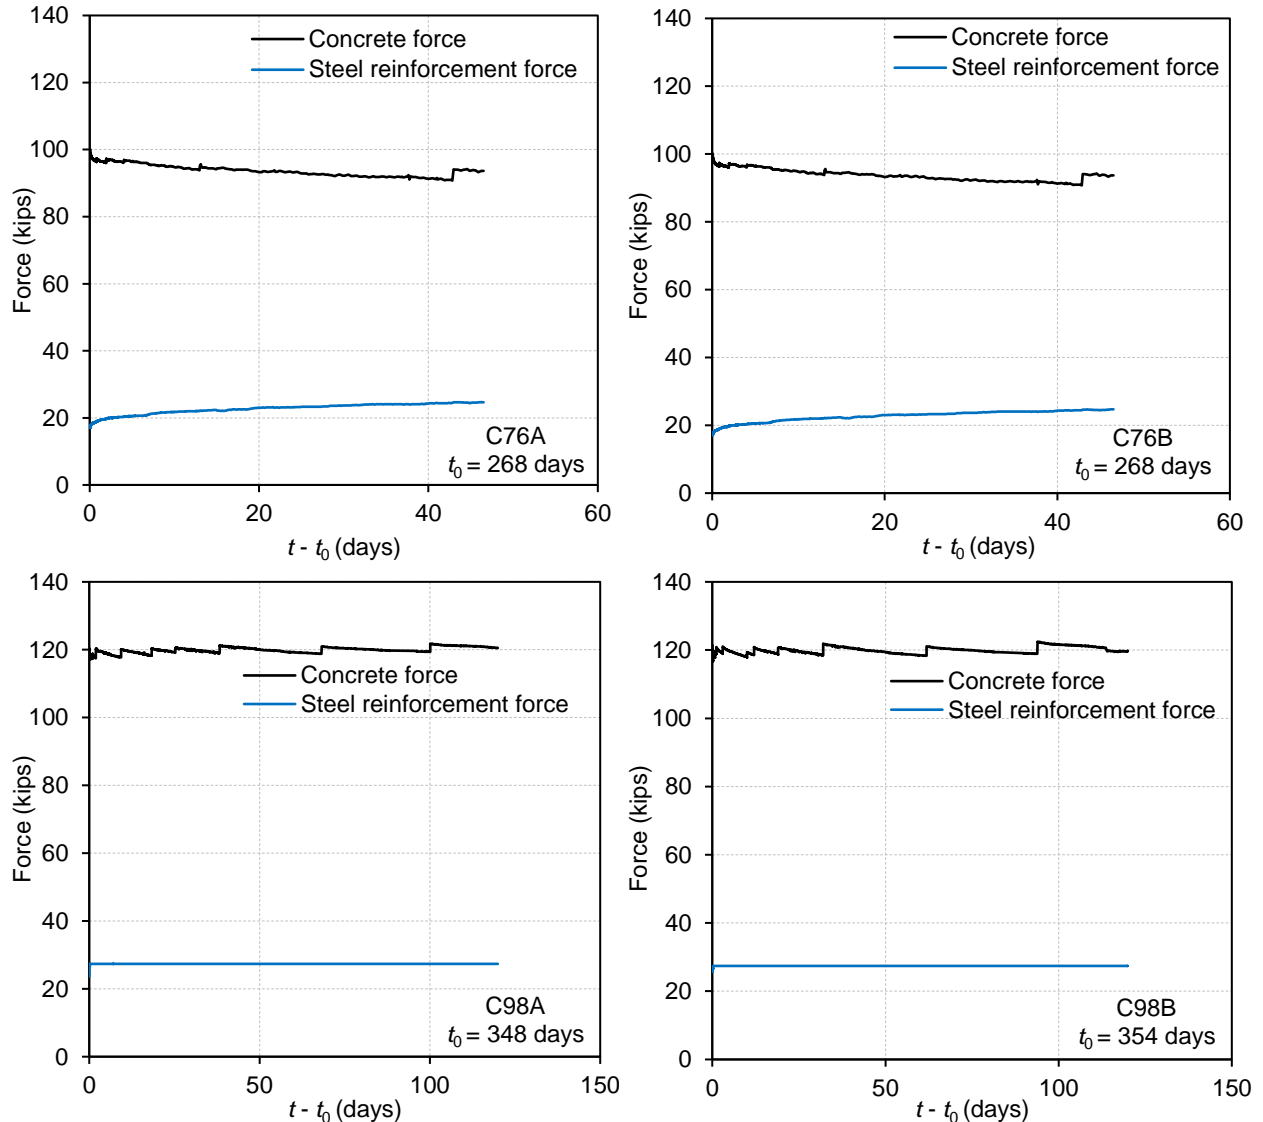 140
120
100
80
60
40
20
0
Force (kips)
Concrete force
Steel reinforcement force
C76A
t0 = 268 days
0 20 40 60
t - t0 (days)
140
120
100
80
60
40
20
0
Force (kips)
Concrete force
Steel reinforcement force
C76B
t0 = 268 days
0 20 40 60
t - t0 (days)
140
120
100
80
60
40
20
0
Force (kips)
Concrete force
Steel reinforcement force
C98A
t0 = 348 days
0 50 100 150
t - t0 (days)
140
120
100
80
60
40
20
0
Force (kips)
Concrete force
Steel reinforcement force
C98B
t0 = 354 days
0 50 100 150
t - t0 (days)